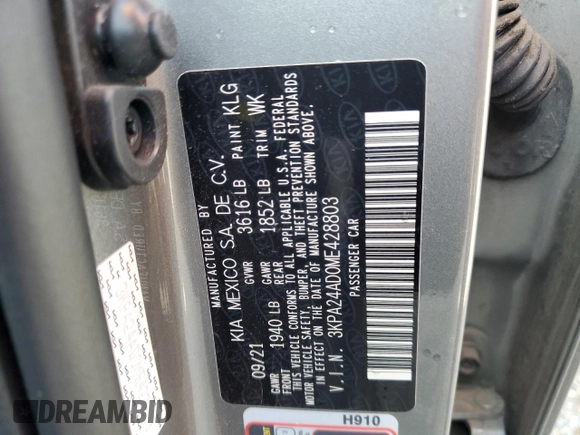 MANUFACTURED BY
KIA MEXICO S.A. DE C.V.
09/21 GVWR 3616 LB PAINT KLG
GAWR FRONT 1940 LB GAWR REAR 1852 LB TRIM WK
THIS VEHICLE CONFORMS TO ALL APPLICABLE U.S.A. FEDERAL
MOTOR VEHICLE SAFETY, BUMPER, AND THEFT PREVENTION STANDARDS
IN EFFECT ON THE DATE OF MANUFACTURE SHOWN ABOVE.
V.I.N. 3KPA24AD0ME428803
PASSENGER CAR
H910
DREAMBID